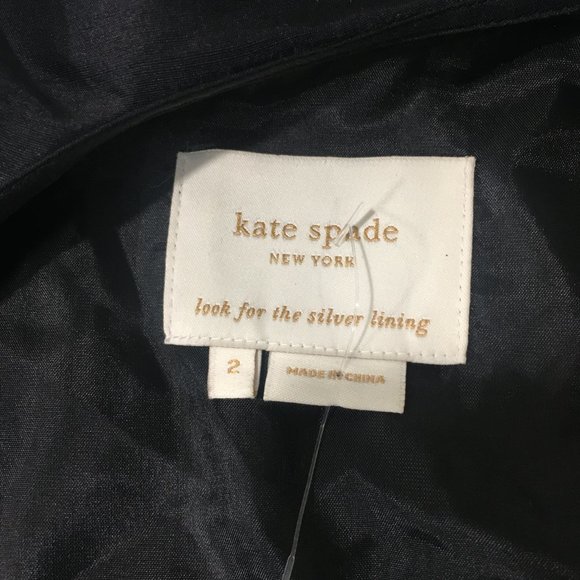 kate spade
NEW YORK
look for the silver lining
2
MADE IN CHINA